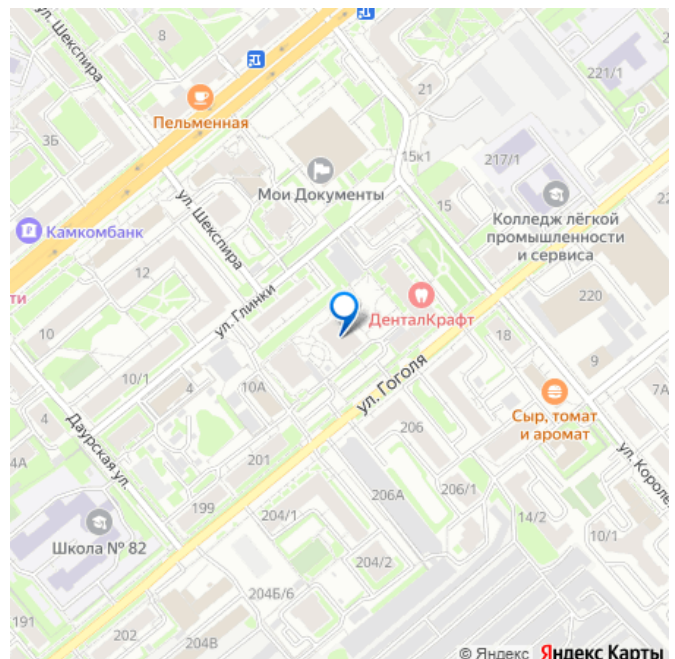 ул. Шекспира
8
21
221/1
Пельменная
3Б
15к1
217/1
Мои Документы
15
Колледж лёгкой
промышленности
и сервиса
22
ул. Шекспира
Камкомбанк
12
ти
220
ДенталКрафт
ул. Глинки
18
10
9
ул. Гоголя
10/1
4
10А
7А
4
Сыр, томат
и аромат
206
Даурская ул.
4А
201
ул. Короле
206А
206/1
199
204/1
14/2
10/1
Школа № 82
204/2
204Б/6
191
202
204В
© Яндекс Яндекс Карты